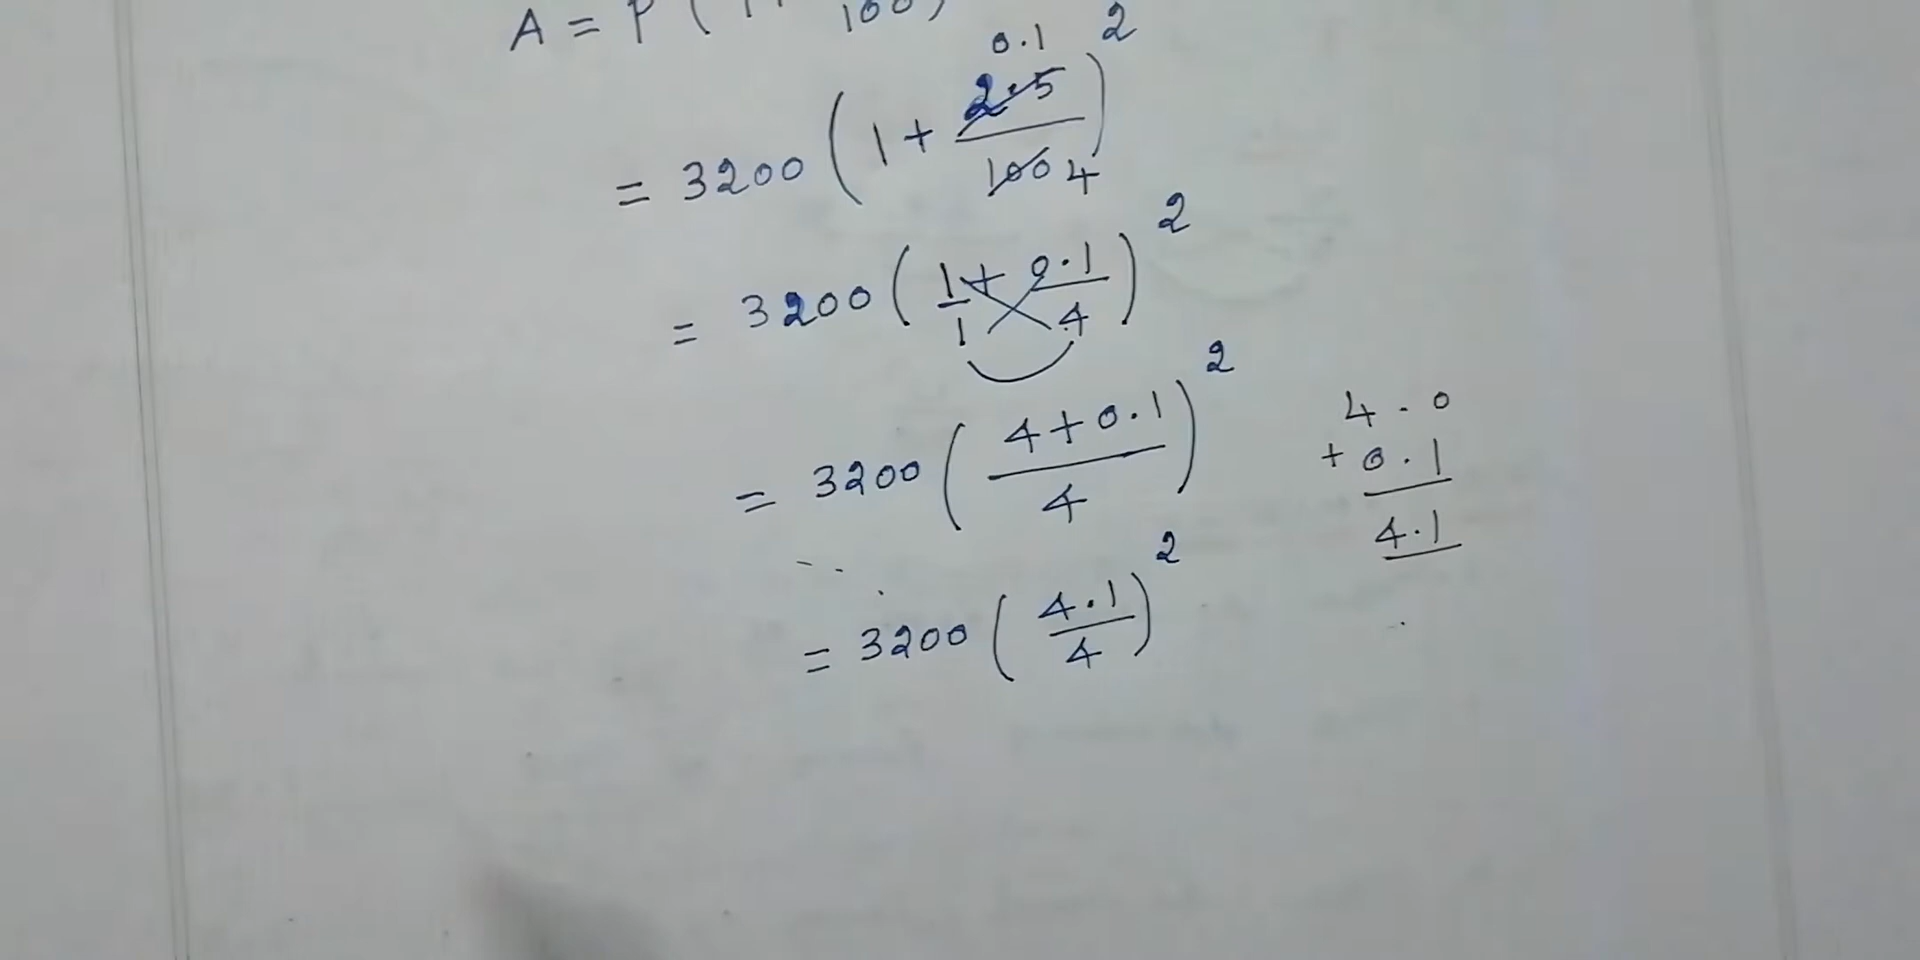 A = P ( 1+ 100)
= 3200 ( 1 + 2.5/100 )² 0.1 4
= 3200 ( 1/1 + 0.1/4 )²
= 3200 ( 4+0.1/4 )²
4.0
+ 0.1
4.1
= 3200 ( 4.1/4 )²